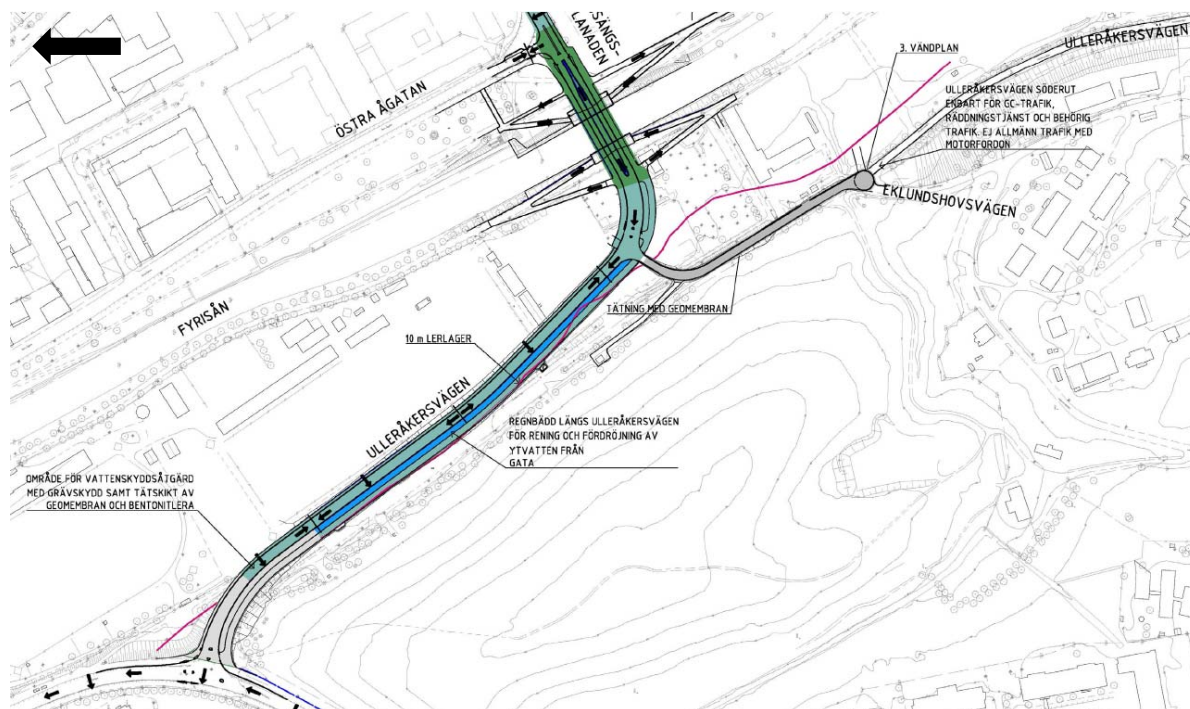 SÄNGS-
LANADEN
ULLERÅKERSVÄGEN
3. VÄNDPLAN
ULLERÅKERSVÄGEN SÖDERUT
ENBART FÖR GC-TRAFIK,
RÄDDNINGSTJÄNST OCH BEHÖRIG
TRAFIK. EJ ALLMÄNN TRAFIK MED
MOTORFORDON
ÖSTRA ÅGATAN
EKLUNDSHOVSVÄGEN
TÄTNING MED GEOMEMBRAN
FYRISÅN
10 m LERLAGER
ULLERÅKERSVÄGEN
REGNBÄDD LÄNGS ULLERÅKERSVÄGEN
FÖR RENING OCH FÖRDRÖJNING AV
YTVATTEN FRÅN
GATA
OMRÅDE FÖR VATTENSKYDDSÅTGÄRD
MED GRÄVSKYDD SAMT TÄTSKIKT AV
GEOMEMBRAN OCH BENTONITLERA